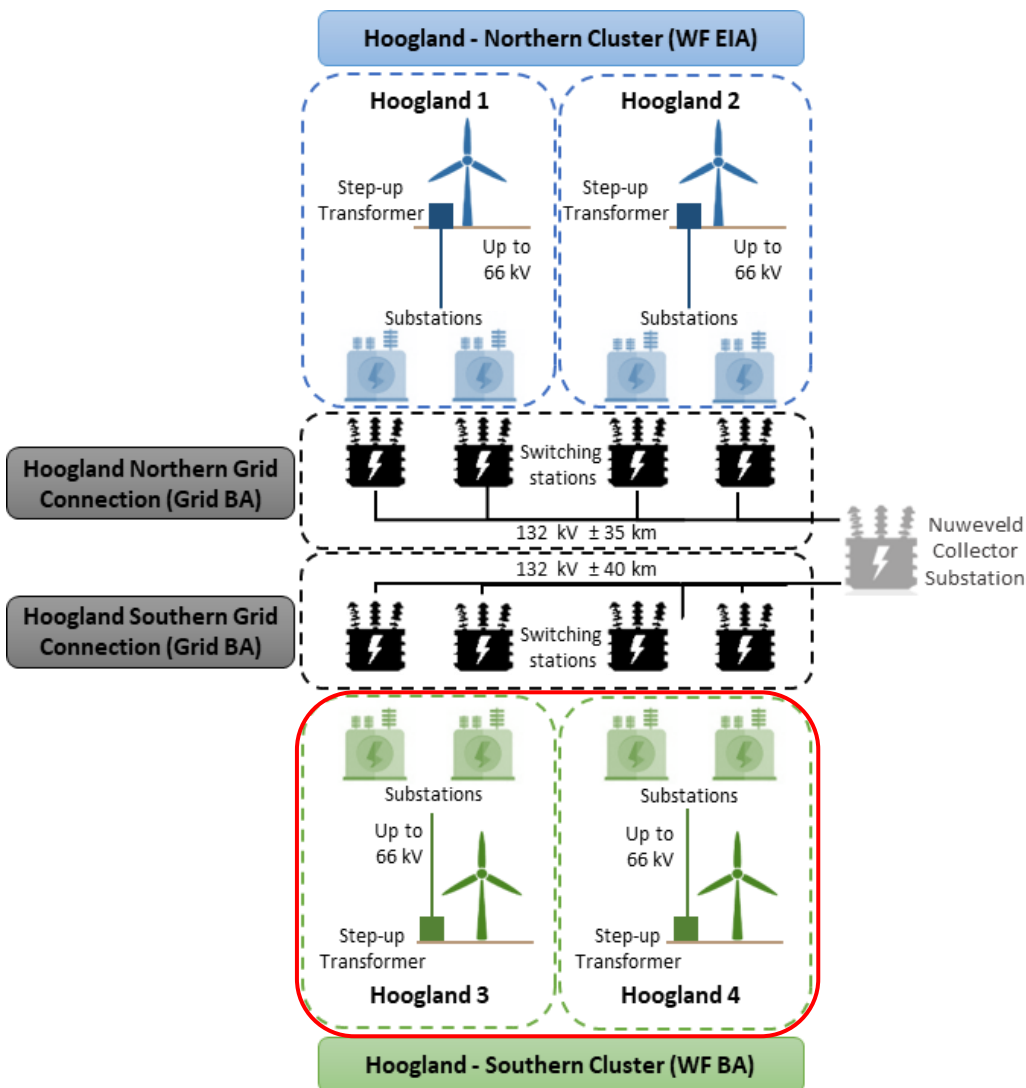 Hoogland - Northern Cluster (WF EIA)
Hoogland 1
Hoogland 2
Step-up
Transformer
Up to
66 kV
Step-up
Transformer
Up to
66 kV
Substations
Substations
Hoogland Northern Grid
Connection (Grid BA)
Switching
stations
132 kV ± 35 km
Nuweveld
Collector
Substation
132 kV ± 40 km
Hoogland Southern Grid
Connection (Grid BA)
Switching
stations
Substations
Substations
Up to
66 kV
Up to
66 kV
Step-up
Transformer
Step-up
Transformer
Hoogland 3
Hoogland 4
Hoogland - Southern Cluster (WF BA)